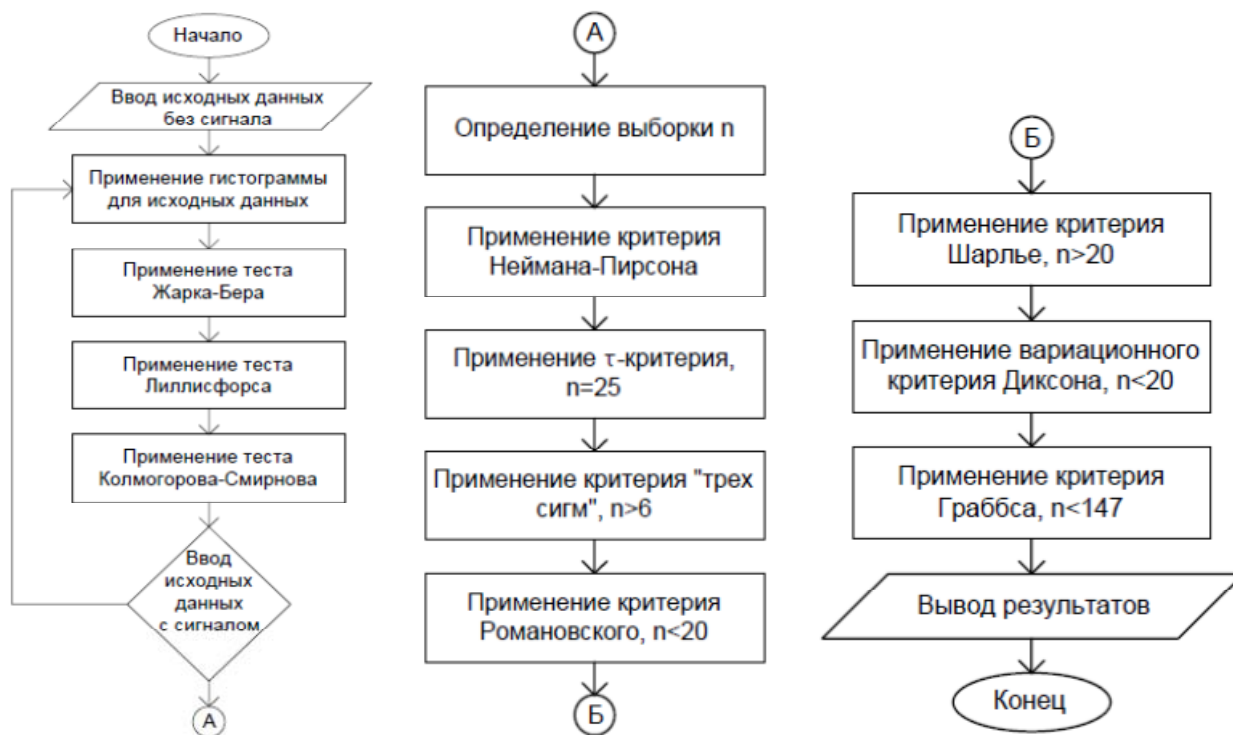 Начало
Ввод исходных данных
без сигнала
Применение гистограммы
для исходных данных
Применение теста
Жарка-Бера
Применение теста
Лиллисфорса
Применение теста
Колмогорова-Смирнова
Ввод
исходных
данных
с сигналом
А
А
Определение выборки n
Применение критерия
Неймана-Пирсона
Применение τ-критерия,
n=25
Применение критерия "трех
сигм", n>6
Применение критерия
Романовского, n<20
Б
Б
Применение критерия
Шарлье, n>20
Применение вариационного
критерия Диксона, n<20
Применение критерия
Граббса, n<147
Вывод результатов
Конец